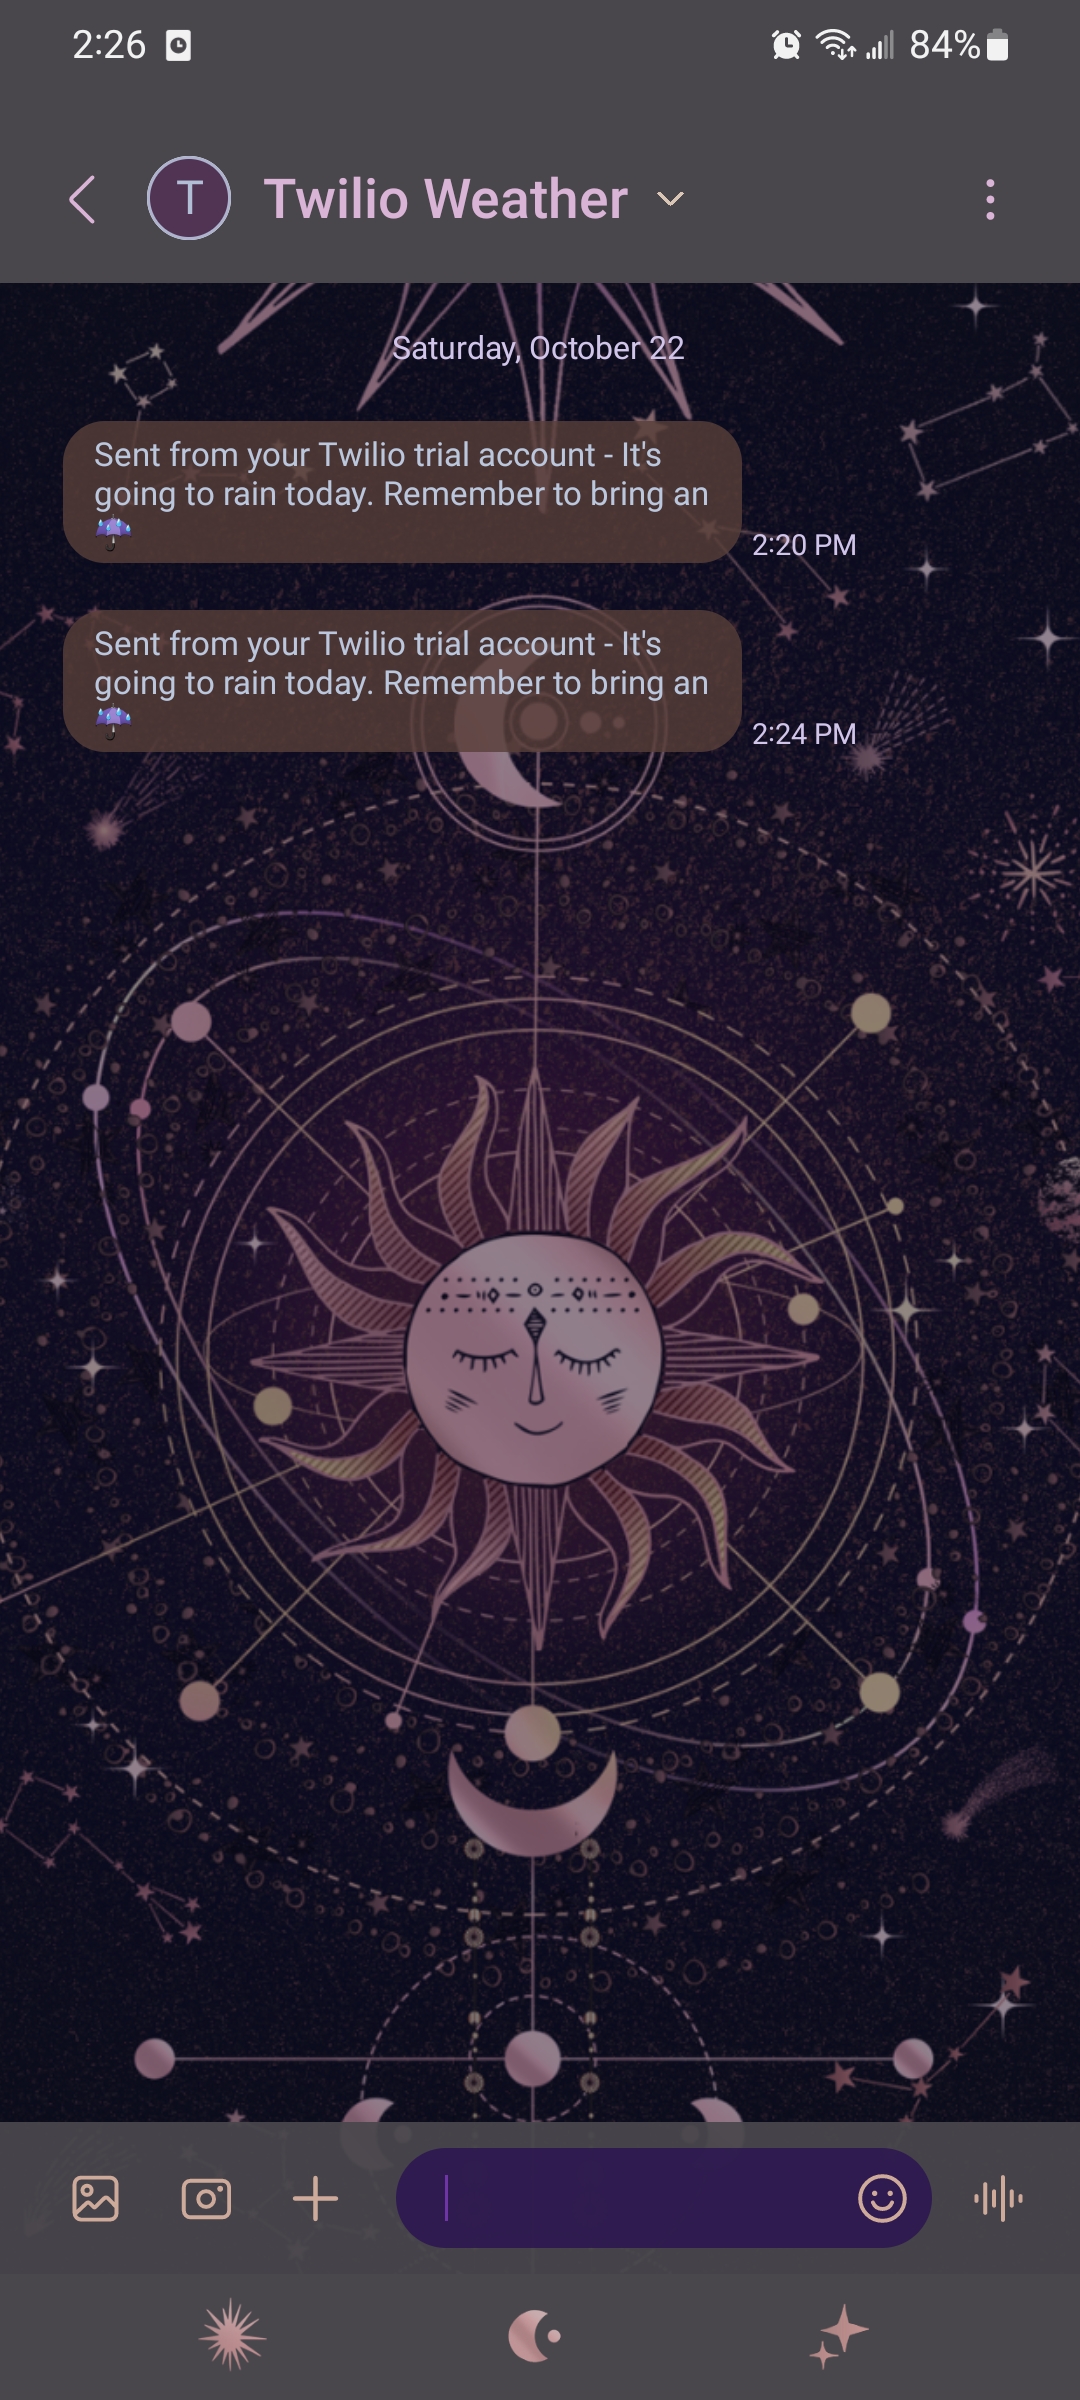 2:26
84%
T
Twilio Weather
Saturday, October 22
Sent from your Twilio trial account - It's
going to rain today. Remember to bring an
☔
2:20 PM
Sent from your Twilio trial account - It's
going to rain today. Remember to bring an
☔
2:24 PM